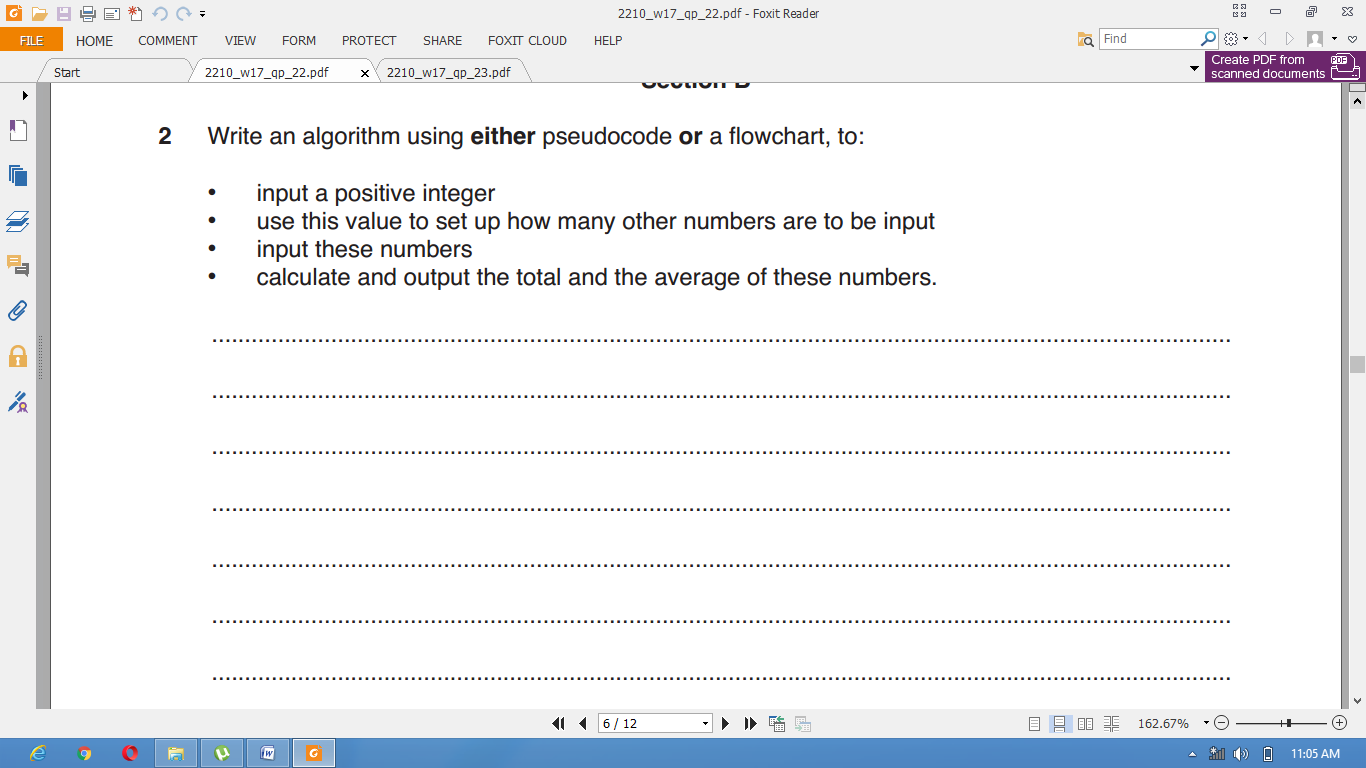 2210_w17_qp_22.pdf - Foxit Reader
FILE HOME COMMENT VIEW FORM PROTECT SHARE FOXIT CLOUD HELP
Find
Start 2210_w17_qp_22.pdf x 2210_w17_qp_23.pdf
Create PDF from
scanned documents
PDF
Section B
2 Write an algorithm using either pseudocode or a flowchart, to:
• input a positive integer
• use this value to set up how many other numbers are to be input
• input these numbers
• calculate and output the total and the average of these numbers.
6 / 12
162.67%
11:05 AM